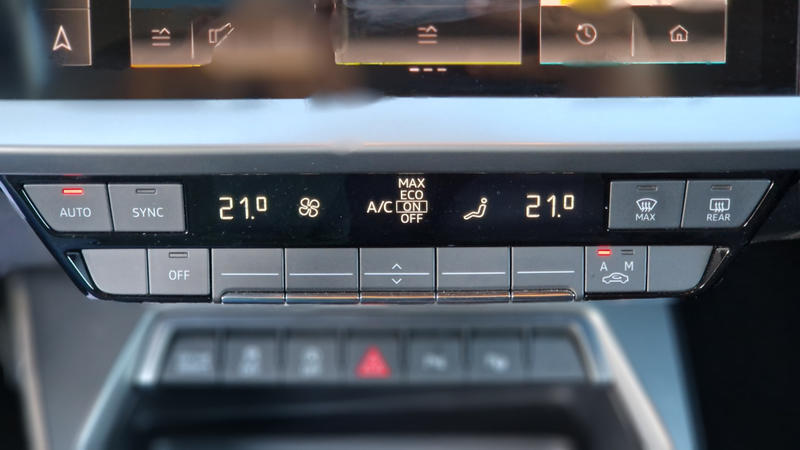 AUTO
SYNC
21.0
A/C
MAX
ECO
ON
OFF
21.0
MAX
REAR
OFF
A M